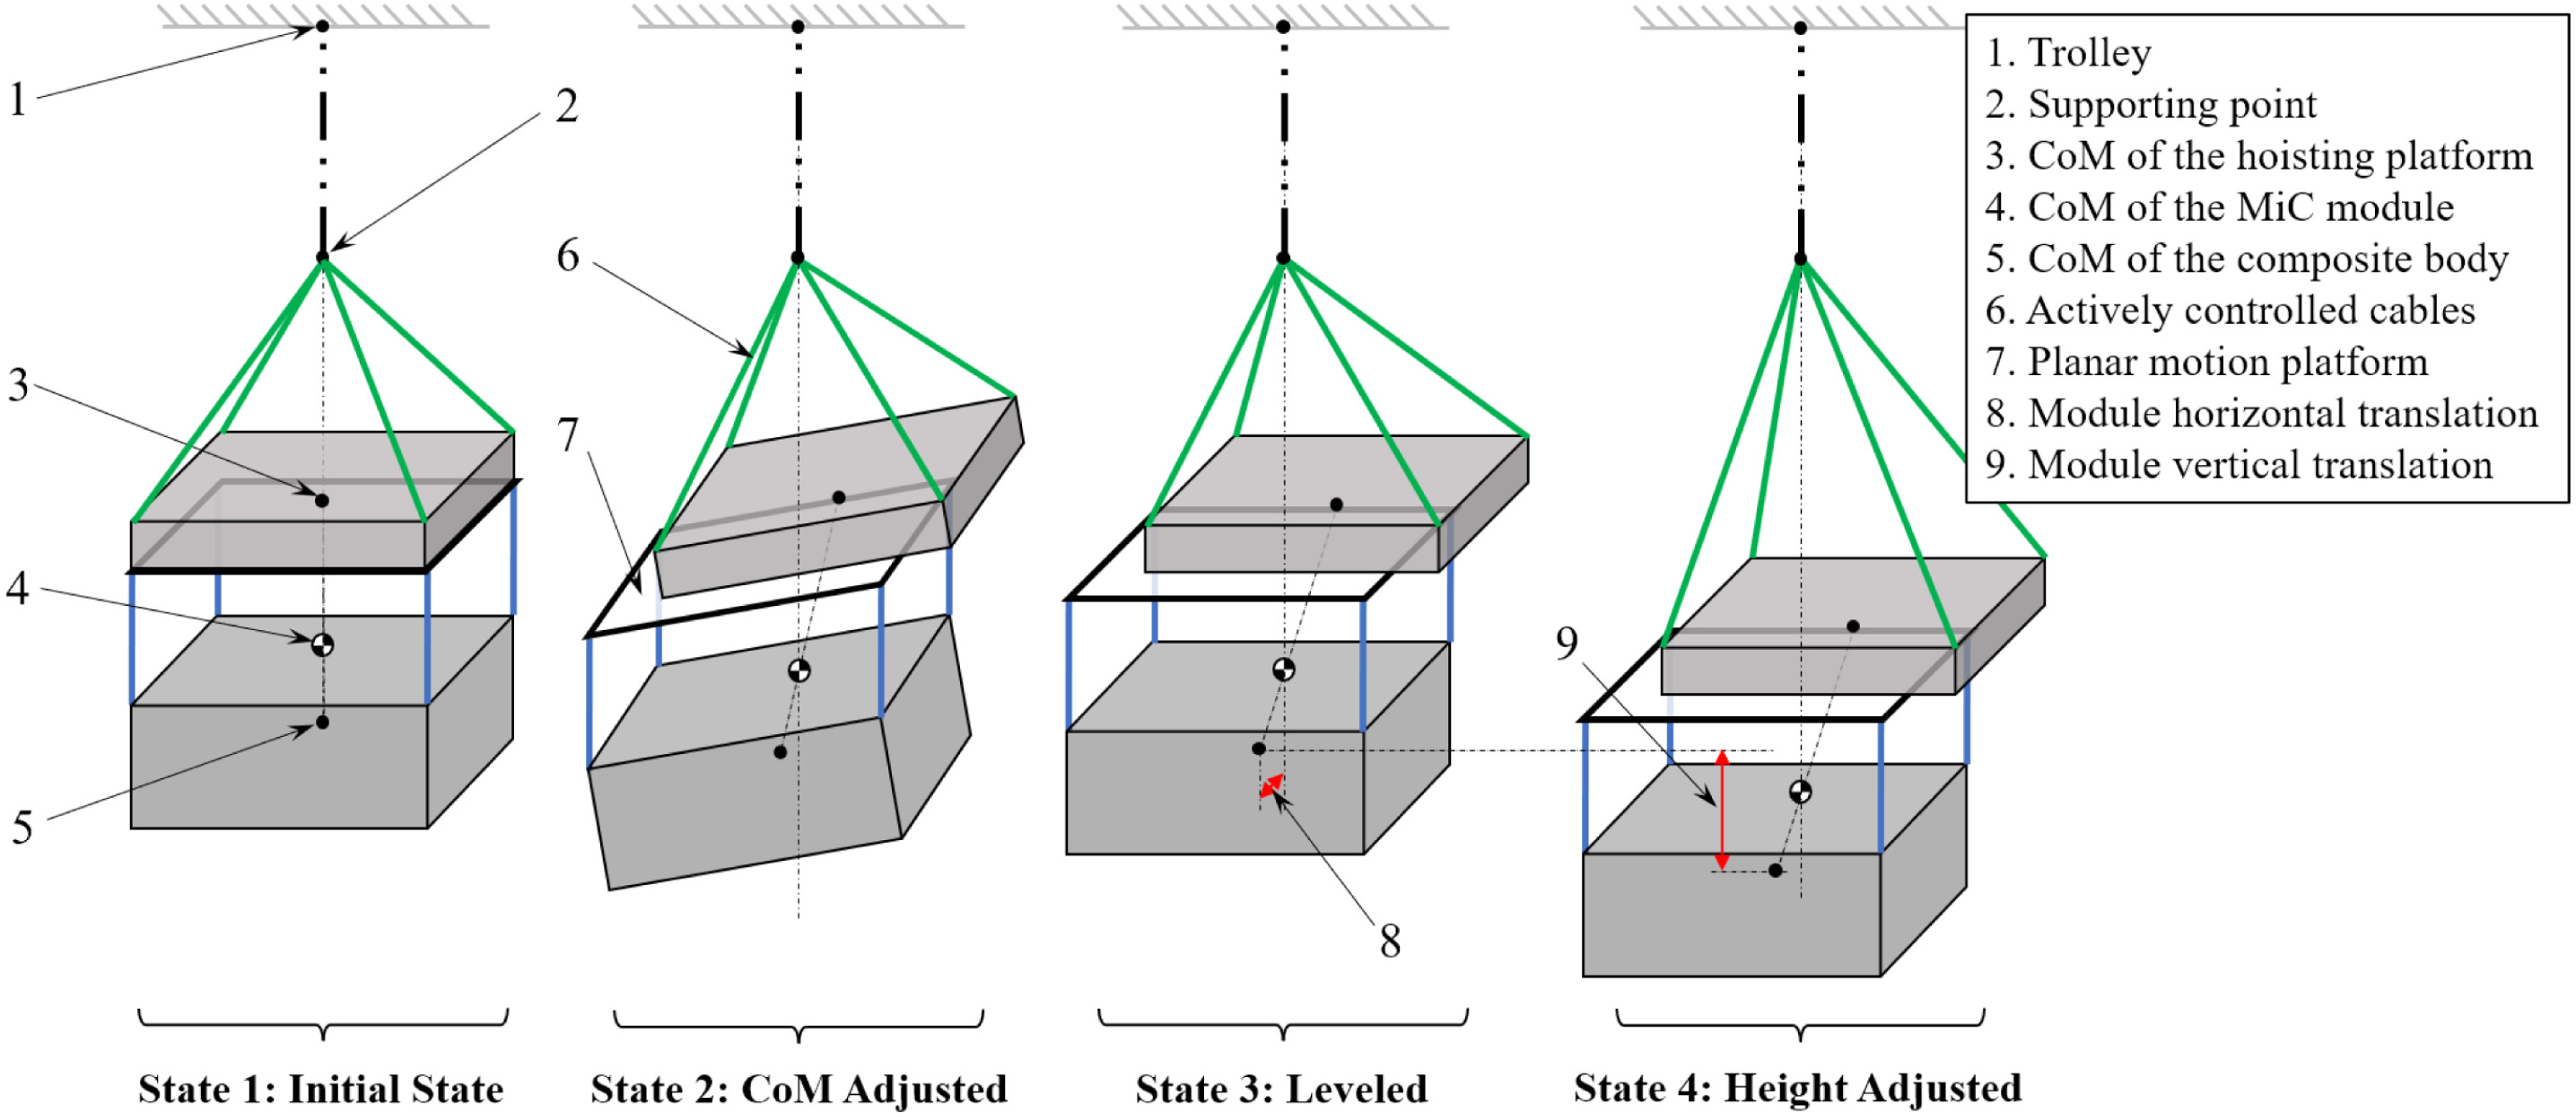 1. Trolley
2. Supporting point
3. CoM of the hoisting platform
4. CoM of the MiC module
5. CoM of the composite body
6. Actively controlled cables
7. Planar motion platform
8. Module horizontal translation
9. Module vertical translation
1
2
3
4
5
6
7
8
9
State 1: Initial State
State 2: CoM Adjusted
State 3: Leveled
State 4: Height Adjusted